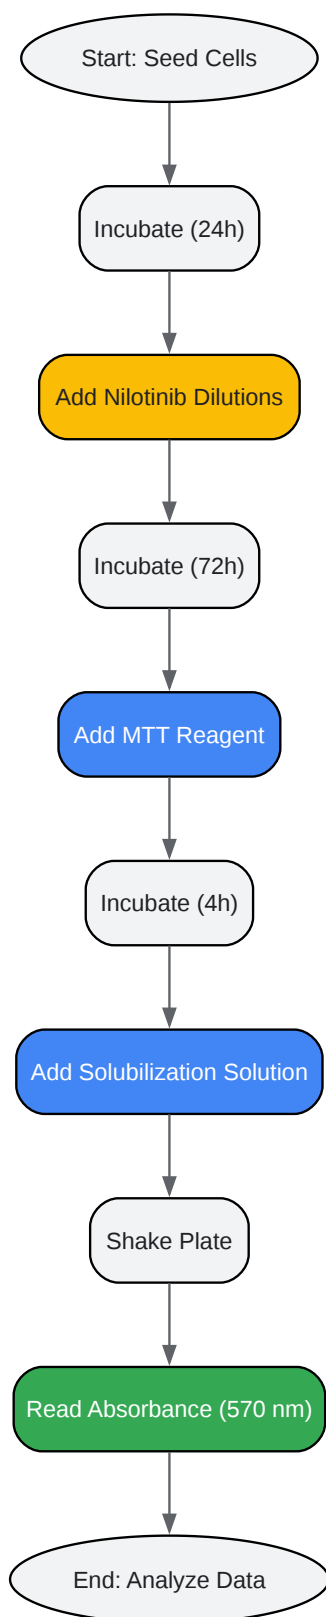 Start: Seed Cells
Incubate (24h)
Add Nilotinib Dilutions
Incubate (72h)
Add MTT Reagent
Incubate (4h)
Add Solubilization Solution
Shake Plate
Read Absorbance (570 nm)
End: Analyze Data